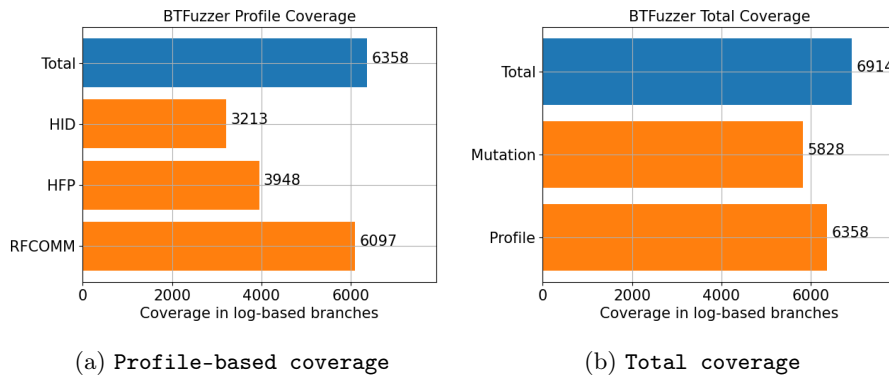 BTFuzzer Profile Coverage
Total
6358
HID
3213
HFP
3948
RFCOMM
6097
0 2000 4000 6000
Coverage in log-based branches
(a) Profile-based coverage
BTFuzzer Total Coverage
Total
6914
Mutation
5828
Profile
6358
0 2000 4000 6000
Coverage in log-based branches
(b) Total coverage